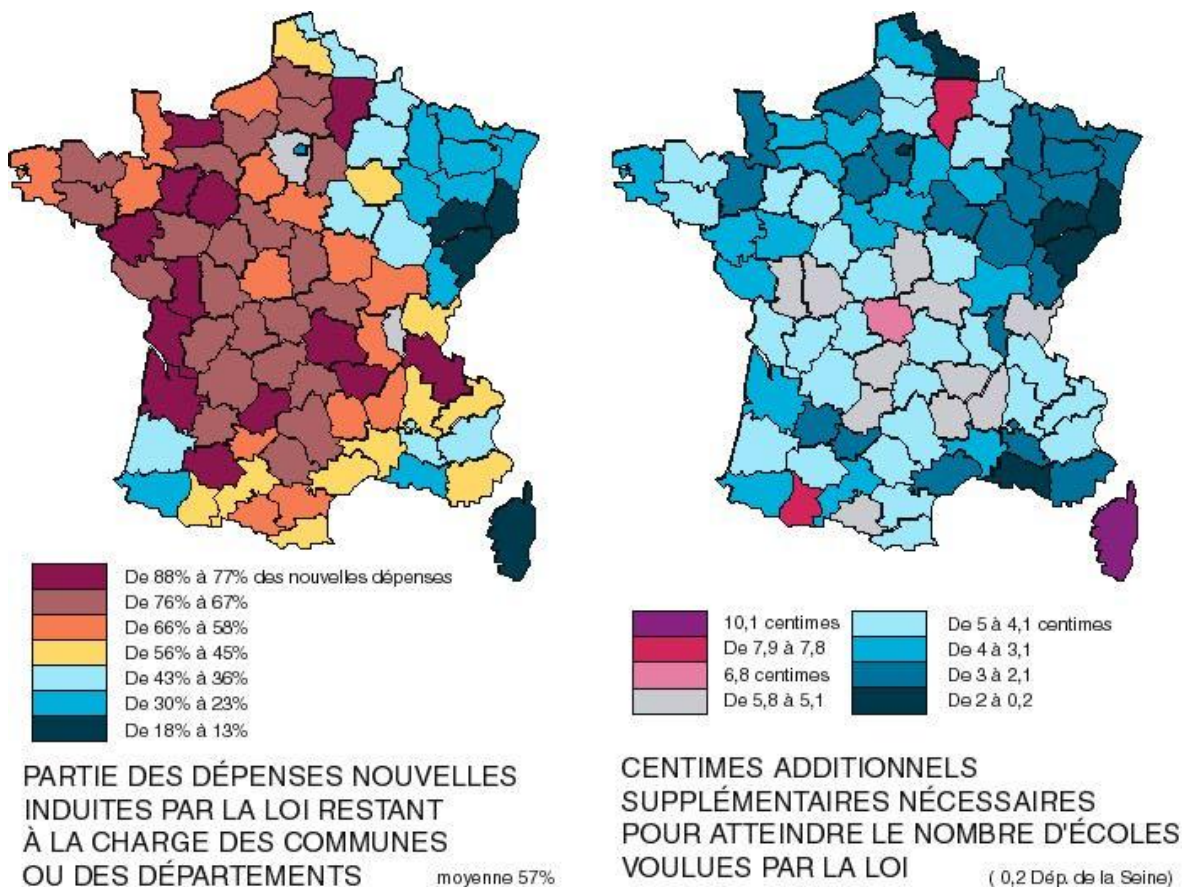 De 88% à 77% des nouvelles dépenses
De 76% à 67%
De 66% à 58%
De 56% à 45%
De 43% à 36%
De 30% à 23%
De 18% à 13%
PARTIE DES DÉPENSES NOUVELLES
INDUITES PAR LA LOI RESTANT
À LA CHARGE DES COMMUNES
OU DES DÉPARTEMENTS moyenne 57%
10,1 centimes
De 7,9 à 7,8
6,8 centimes
De 5,8 à 5,1
De 5 à 4,1 centimes
De 4 à 3,1
De 3 à 2,1
De 2 à 0,2
CENTIMES ADDITIONNELS
SUPPLÉMENTAIRES NÉCESSAIRES
POUR ATTEINDRE LE NOMBRE D'ÉCOLES
VOULUES PAR LA LOI ( 0,2 Dép. de la Seine)